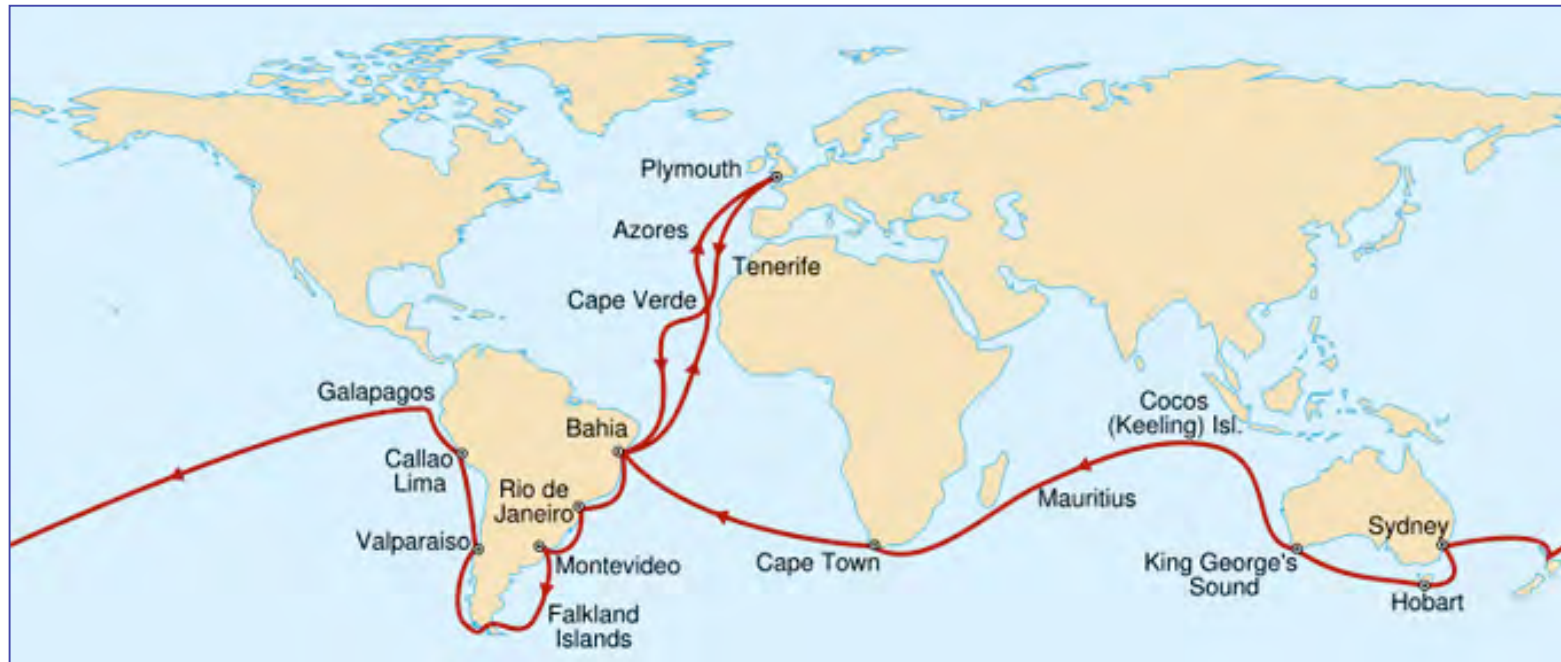 Plymouth
Azores
Tenerife
Cape Verde
Galapagos
Bahia
Cocos
(Keeling) Isl.
Callao
Lima
Rio de
Janeiro
Mauritius
Sydney
Valparaiso
Montevideo
Cape Town
King George's
Sound
Hobart
Falkland
Islands